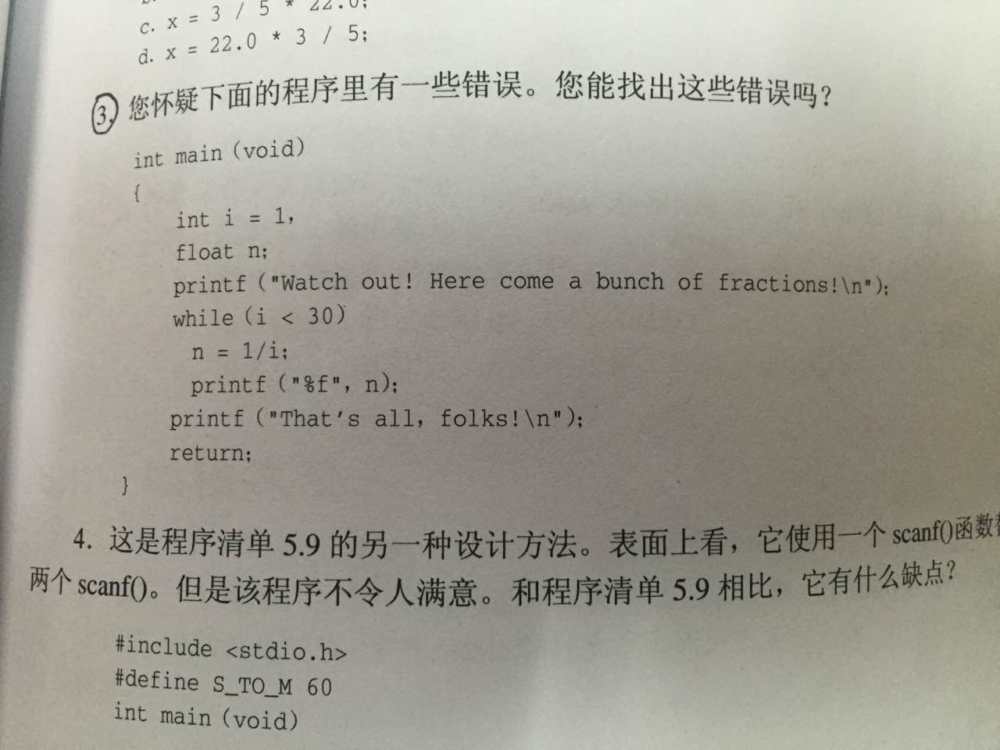 c. x = 3 / 5 * 22.0;
d. x = 22.0 * 3 / 5;
3. 您怀疑下面的程序里有一些错误。您能找出这些错误吗?
int main (void)
{
int i = 1,
float n;
printf ("Watch out! Here come a bunch of fractions!\n");
while (i < 30)
n = 1/i;
printf ("%f", n);
printf ("That's all, folks!\n");
return;
}
4. 这是程序清单 5.9 的另一种设计方法。表面上看，它使用一个 scanf()函数
两个 scanf()。但是该程序不令人满意。和程序清单 5.9 相比，它有什么缺点?
#include <stdio.h>
#define S_TO_M 60
int main (void)